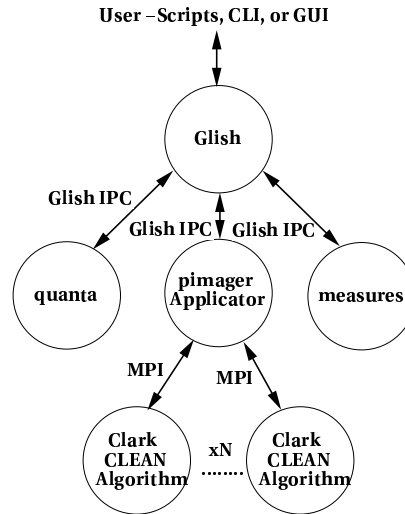 User –Scripts, CLI, or GUI
Glish
Glish IPC
Glish IPC
Glish IPC
quanta
pimager
Applicator
measures
MPI
MPI
Clark
CLEAN
Algorithm
xN
........
Clark
CLEAN
Algorithm